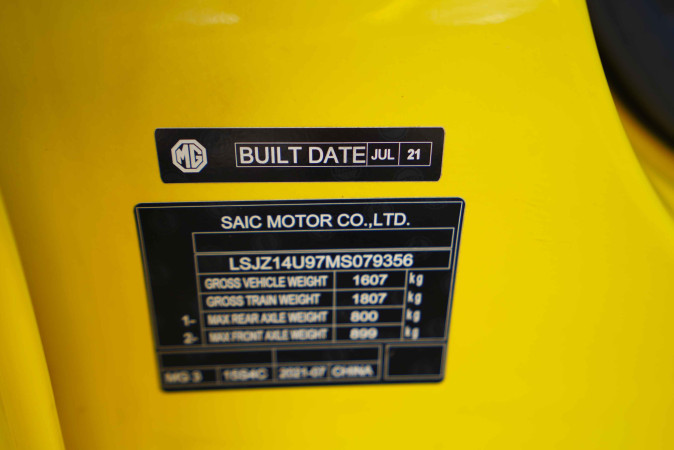 MG BUILT DATE JUL 21
SAIC MOTOR CO.,LTD.
LSJZ14U97MS079356
GROSS VEHICLE WEIGHT 1607 kg
GROSS TRAIN WEIGHT 1807 kg
1- MAX REAR AXLE WEIGHT 800 kg
2- MAX FRONT AXLE WEIGHT 899 kg
MG 3 15S4C 2021-07 CHINA